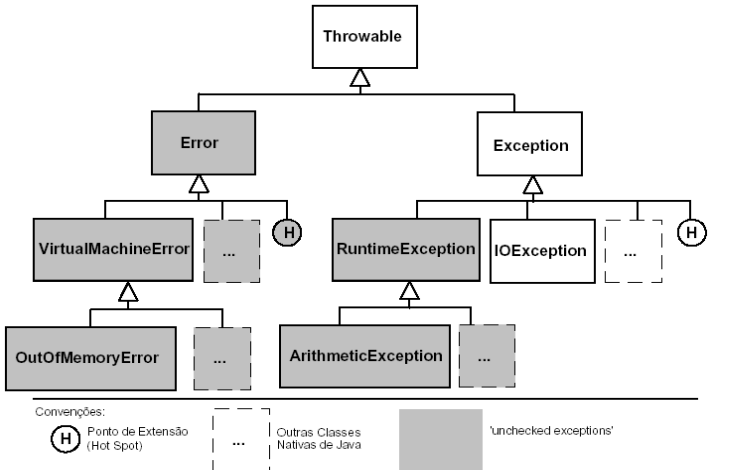 Throwable
Error
Exception
VirtualMachineError
...
H
RuntimeException
IOException
...
H
OutOfMemoryError
...
ArithmeticException
...
Convenções:
H
Ponto de Extensão
(Hot Spot)
...
Outras Classes
Nativas de Java
'unchecked exceptions'